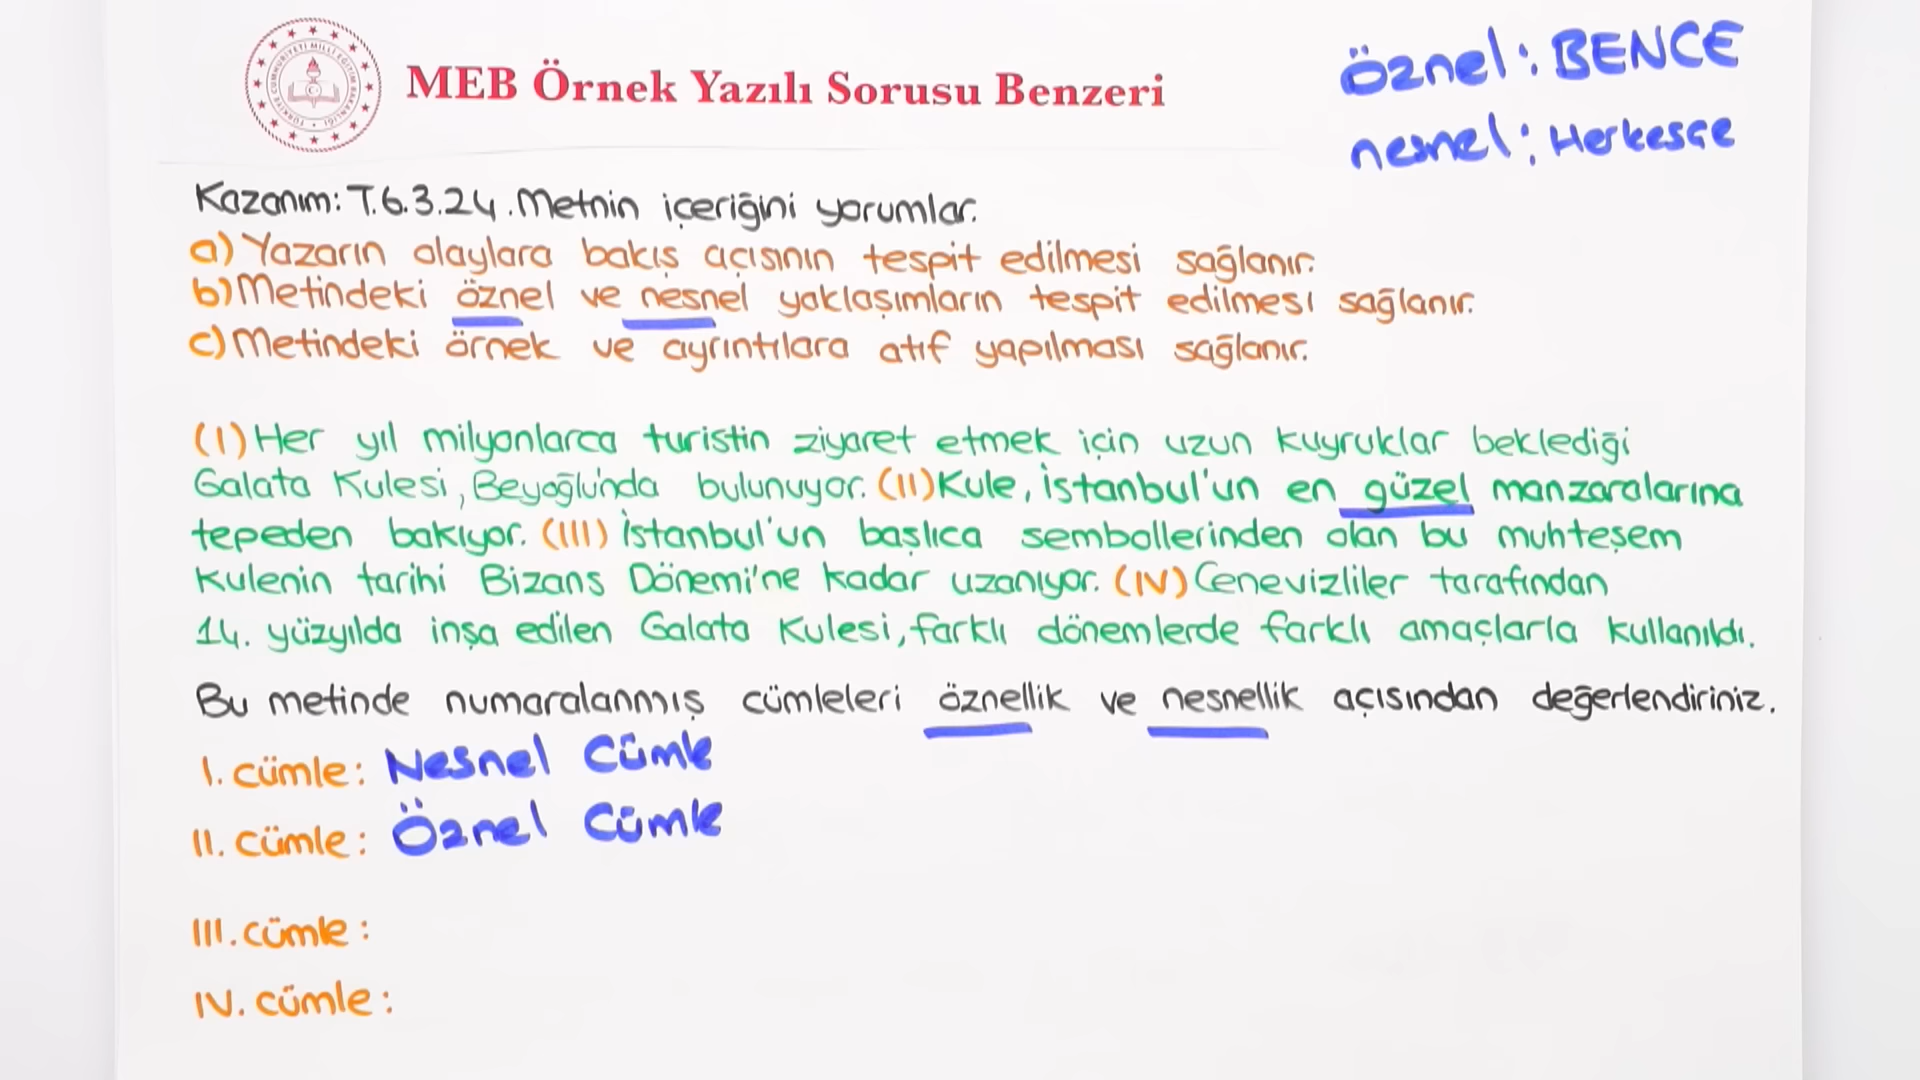 MEB Örnek Yazılı Sorusu Benzeri
öznel: BENCE
nesnel: Herkesçe
Kazanım: T.6.3.24. Metnin içeriğini yorumlar.
a) Yazarın olaylara bakış açısının tespit edilmesi sağlanır.
b) Metindeki öznel ve nesnel yaklaşımların tespit edilmesi sağlanır.
c) Metindeki örnek ve ayrıntılara atıf yapılması sağlanır.
(I) Her yıl milyonlarca turistin ziyaret etmek için uzun kuyruklar beklediği
Galata Kulesi, Beyoğlu'nda bulunuyor. (II) Kule, İstanbul'un en güzel manzaralarına
tepeden bakıyor. (III) İstanbul'un başlıca sembollerinden olan bu muhteşem
kulenin tarihi Bizans Dönemi'ne kadar uzanıyor. (IV) Cenevizliler tarafından
14. yüzyılda inşa edilen Galata Kulesi, farklı dönemlerde farklı amaçlarla kullanıldı.
Bu metinde numaralanmış cümleleri öznellik ve nesnellik açısından değerlendiriniz.
I. cümle: Nesnel Cümle
II. cümle: Öznel Cümle
III. cümle:
IV. cümle: